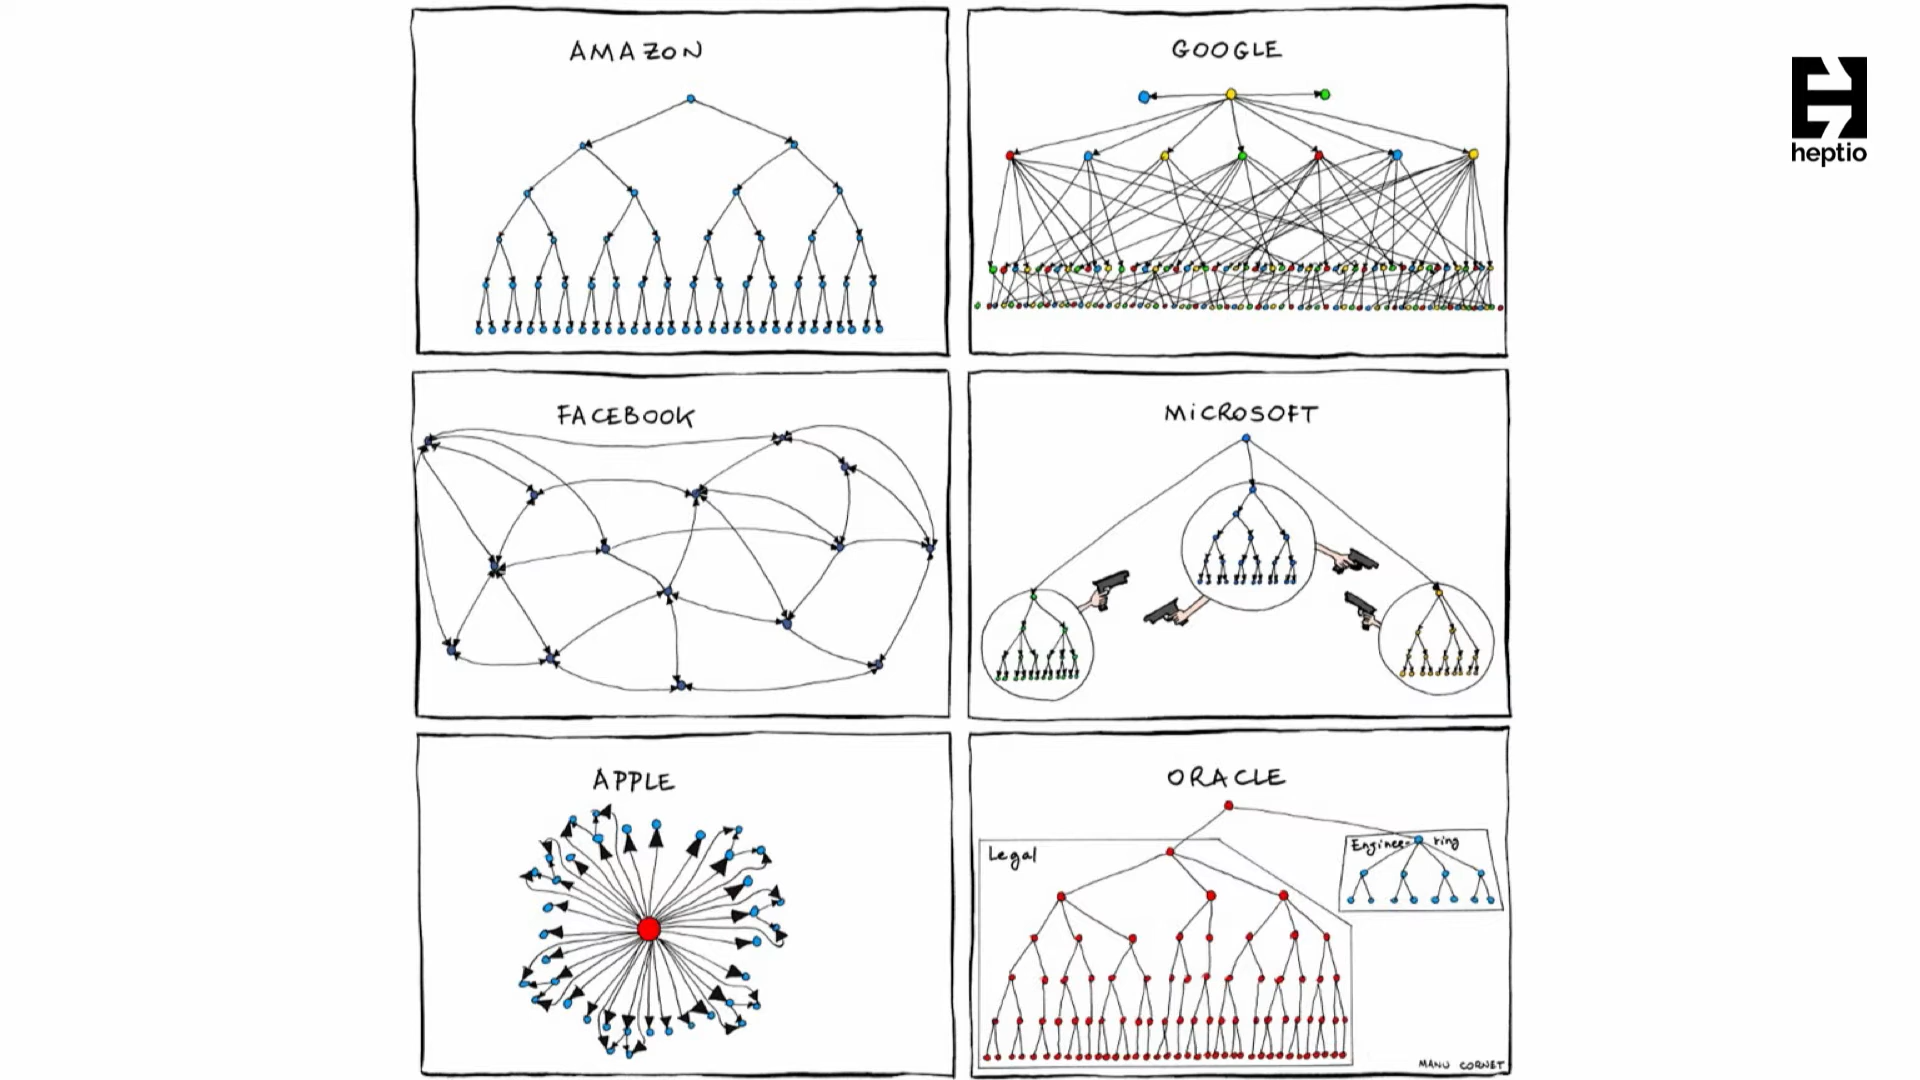 AMAZON
GOOGLE
heptio
FACEBOOK
MiCROSOFT
APPLE
ORACLE
Legal
Engineering
MANU CORNET